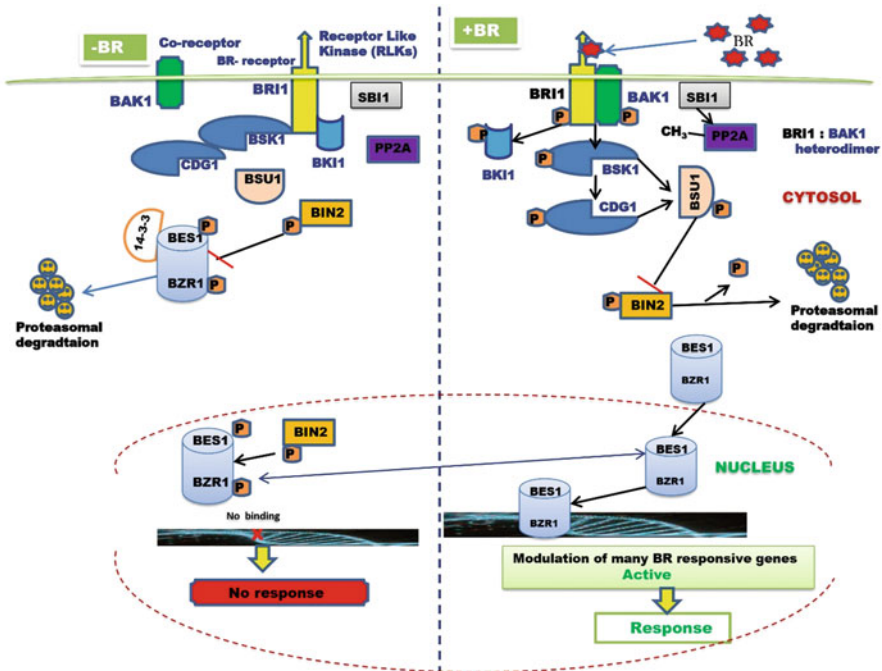 -BR
Co-receptor
BR- receptor
Receptor Like
Kinase (RLKs)
BAK1
BRI1
SBI1
BSK1
CDG1
BKI1
PP2A
BSU1
BIN2
P
14-3-3
BES1
P
BZR1
P
Proteasomal
degradtaion
BES1
P
BIN2
P
BZR1
P
No binding
No response
+BR
BR
BRI1
BAK1
SBI1
P
P
CH3
PP2A
BRI1 : BAK1
heterodimer
P
BKI1
P
BSK1
CDG1
P
BSU1
P
CYTOSOL
P
P
BIN2
Proteasomal
degradtaion
BES1
BZR1
BES1
BZR1
NUCLEUS
BES1
BZR1
Modulation of many BR responsive genes
Active
Response